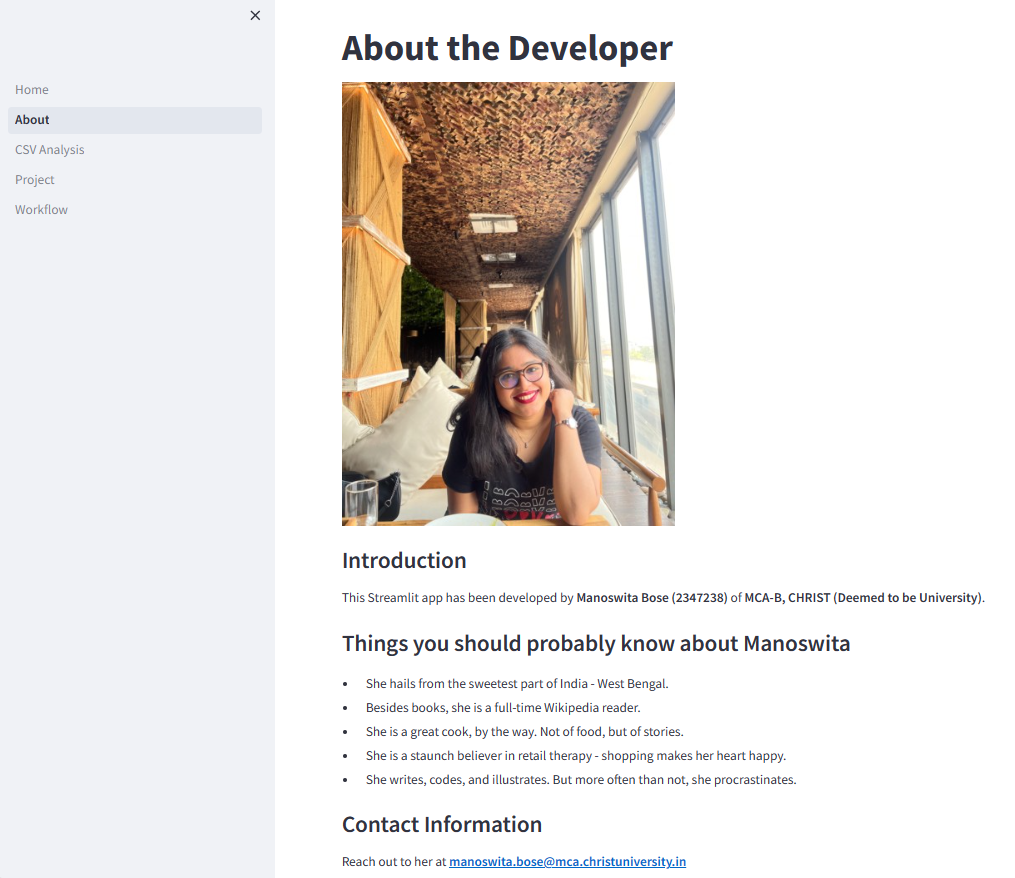 ×
Home
About
CSV Analysis
Project
Workflow
About the Developer
Introduction
This Streamlit app has been developed by Manoswita Bose (2347238) of MCA-B, CHRIST (Deemed to be University).
Things you should probably know about Manoswita
• She hails from the sweetest part of India - West Bengal.
• Besides books, she is a full-time Wikipedia reader.
• She is a great cook, by the way. Not of food, but of stories.
• She is a staunch believer in retail therapy - shopping makes her heart happy.
• She writes, codes, and illustrates. But more often than not, she procrastinates.
Contact Information
Reach out to her at manoswita.bose@mca.christuniversity.in